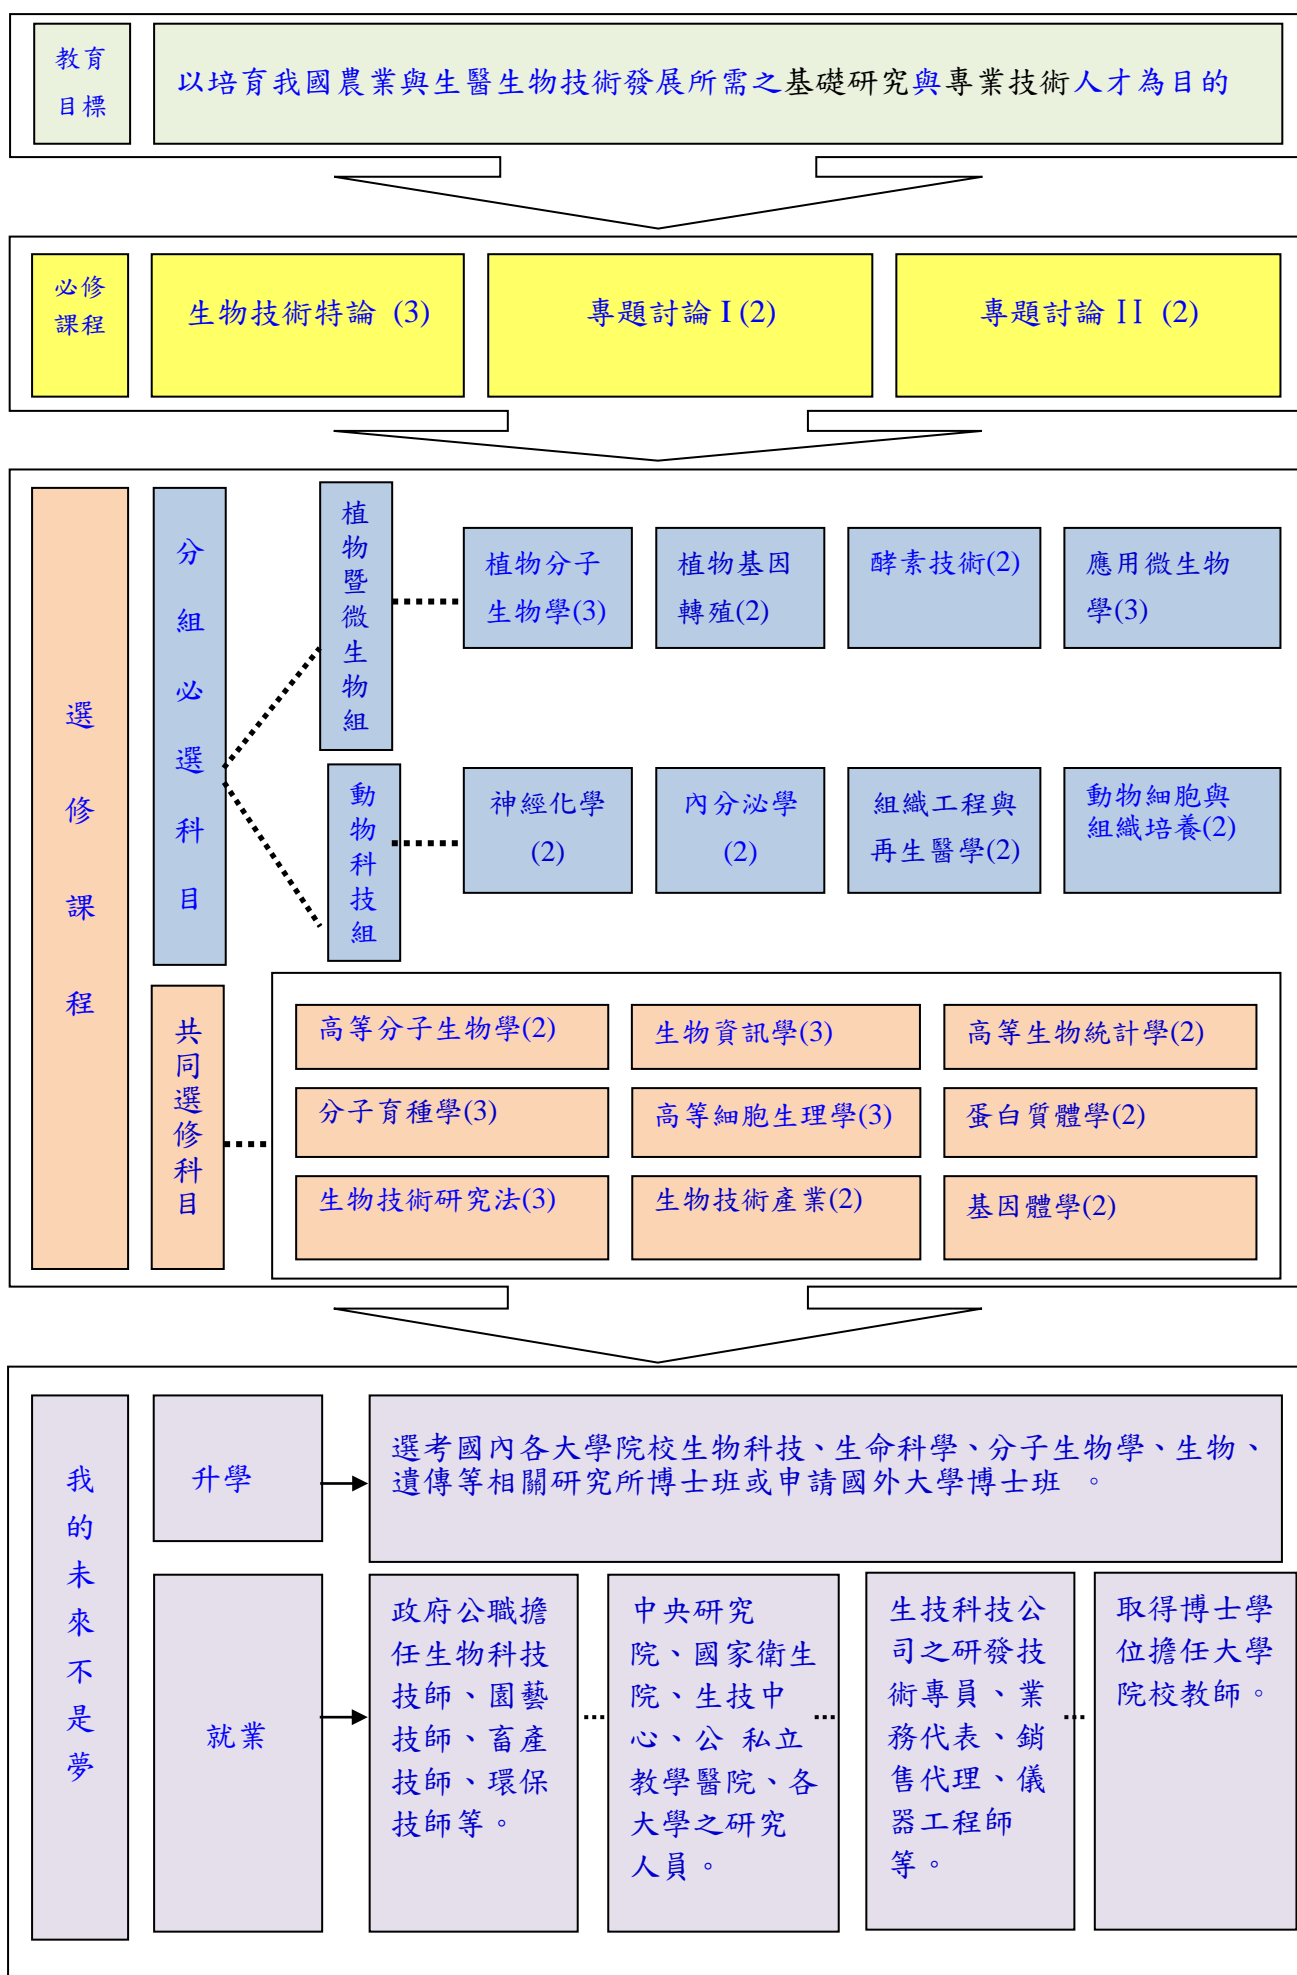 教育
目標
以培育我國農業與生醫生物技術發展所需之基礎研究與專業技術人才為目的
必修
課程
生物技術特論 (3)
專題討論 I (2)
專題討論 II (2)
選修課程
分組必選科目
植物暨微生物組
植物分子
生物學(3)
植物基因
轉殖(2)
酵素技術(2)
應用微生物
學(3)
動物科技組
神經化學
(2)
內分泌學
(2)
組織工程與
再生醫學(2)
動物細胞與
組織培養(2)
共同選修科目
高等分子生物學(2)
生物資訊學(3)
高等生物統計學(2)
分子育種學(3)
高等細胞生理學(3)
蛋白質體學(2)
生物技術研究法(3)
生物技術產業(2)
基因體學(2)
我的未來不是夢
升學
選考國內各大學院校生物科技、生命科學、分子生物學、生物、
遺傳等相關研究所博士班或申請國外大學博士班 。
就業
政府公職擔
任生物科技
技師、園藝
技師、畜產
技師、環保
技師等。
中央研究
院、國家衛生
院、生技中
心、公 私立
教學醫院、各
大學之研究
人員。
生技科技公
司之研發技
術專員、業
務代表、銷
售代理、儀
器工程師
等。
取得博士學
位擔任大學
院校教師。